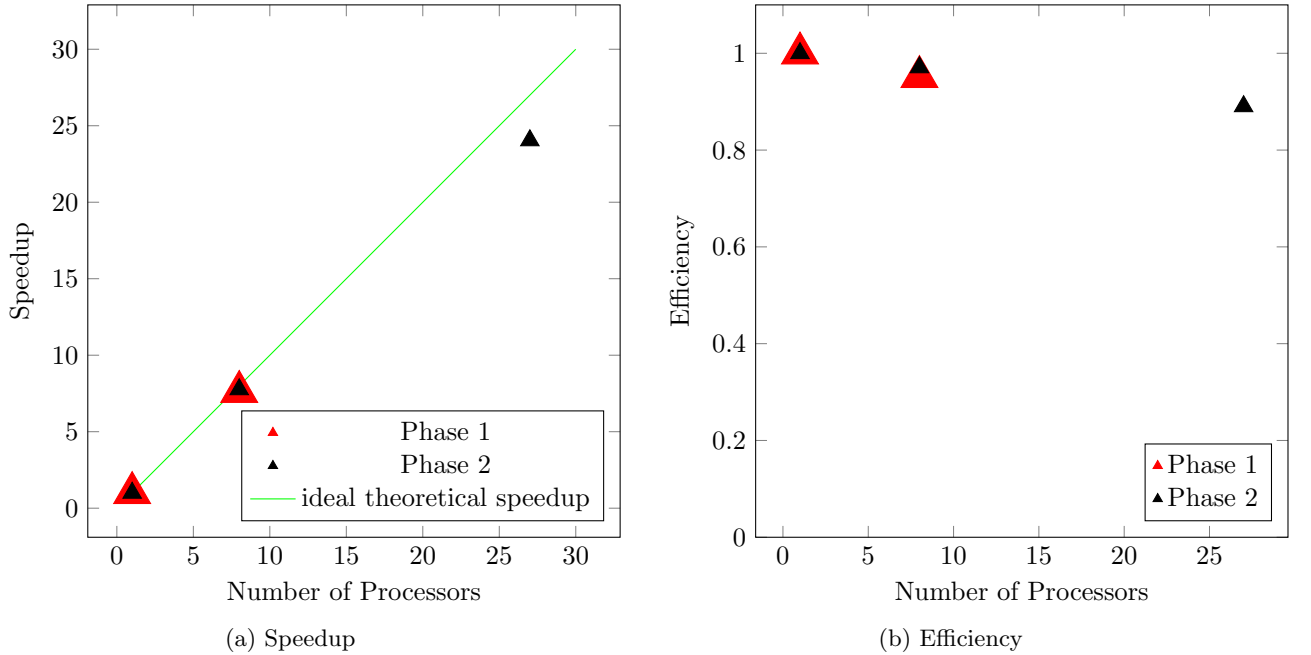 30
25
20
15
10
5
0
Speedup
0 5 10 15 20 25 30
Number of Processors
Phase 1
Phase 2
ideal theoretical speedup
(a) Speedup
1
0.8
0.6
0.4
0.2
0
Efficiency
0 5 10 15 20 25
Number of Processors
Phase 1
Phase 2
(b) Efficiency